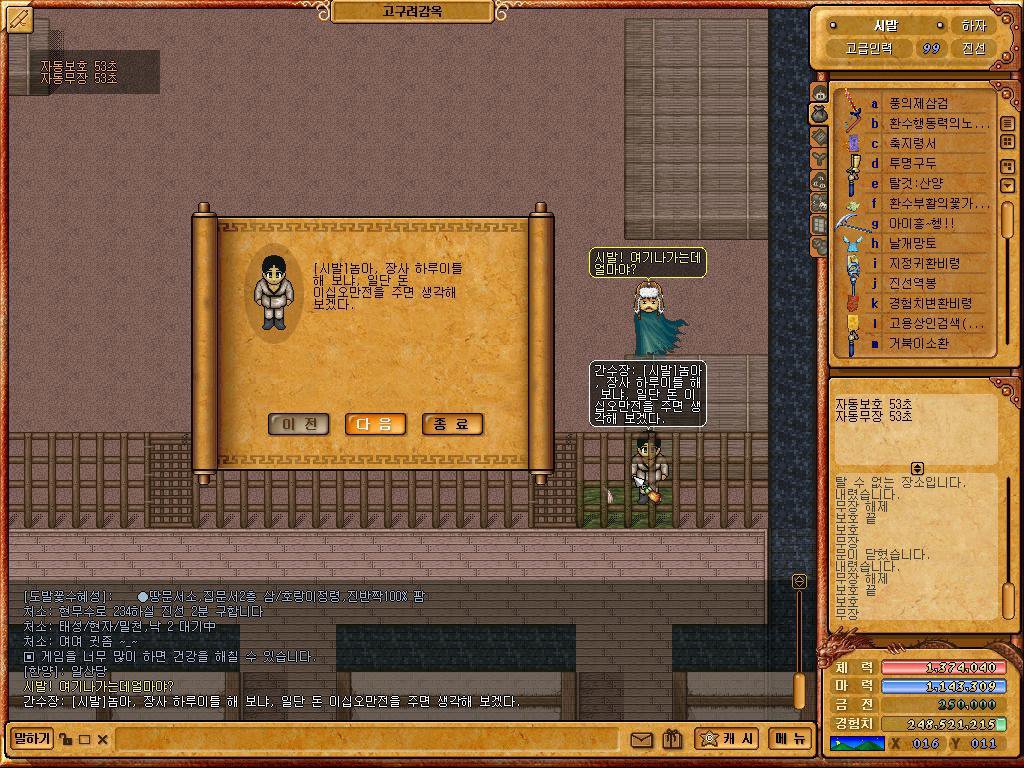 고구려감옥
자동보호 53초
자동무장 53초
시발 하자
고급인력 99 진선
a 풍의제삼검
b 환수행동력의노...
c 축지령서
d 투명구두
e 탈것:산양
f 환수부활의꽃가...
g 아이홍~헹!!
h 날개망토
i 지정귀환비령
j 진선역봉
k 경험치변환비령
l 고용상인검색(...
m 거북이소환
[시발]놈아, 장사 하루이틀
해 보냐, 일단 돈
이십오만전을 주면 생각해
보겠다.
이 전 다 음 종 료
시발! 여기나가는데
얼마야?
간수장: [시발]놈아
, 장사 하루이틀 해
보냐, 일단 돈 이
십오만전을 주면 생
각해 보겠다.
자동보호 53초
자동무장 53초
탈 수 없는 장소입니다.
내렸습니다.
무장 해제
보호 끝
보호
무장
문이 닫혔습니다.
내렸습니다.
무장 해제
보호 끝
보호
무장
[도발꽃수혜성]: ●땅문서소,집문서2층 삼/호랑이정령.진반짝100% 팜
처소: 현무수로 234하실 진선 2분 구합니다
처소: 태성/현자/밀천,낙 2 대기中
처소: 여며 귓좀 ~_~
▣ 게임을 너무 많이 하면 건강을 해칠 수 있습니다.
[한양]: 알산당
시발! 여기나가는데얼마야?
간수장: [시발]놈아, 장사 하루이틀 해 보냐, 일단 돈 이십오만전을 주면 생각해 보겠다.
체 력 1,374,040
마 력 1,143,309
금 전 250,000
경험치 248,521,215
X 016 Y 011
말하기 캐 시 메 뉴